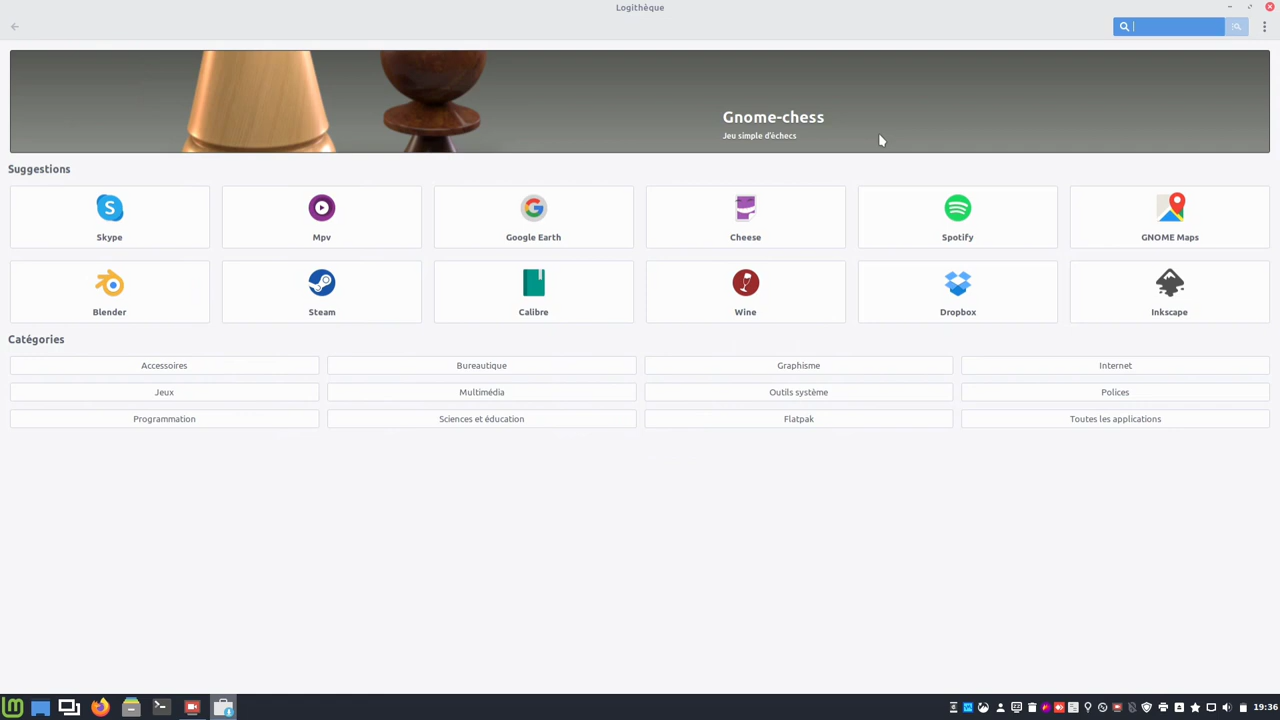 Logithèque
Gnome-chess
Jeu simple d'échecs
Suggestions
Skype
Mpv
Google Earth
Cheese
Spotify
GNOME Maps
Blender
Steam
Calibre
Wine
Dropbox
Inkscape
Catégories
Accessoires
Bureautique
Graphisme
Internet
Jeux
Multimédia
Outils système
Polices
Programmation
Sciences et éducation
Flatpak
Toutes les applications
19:36